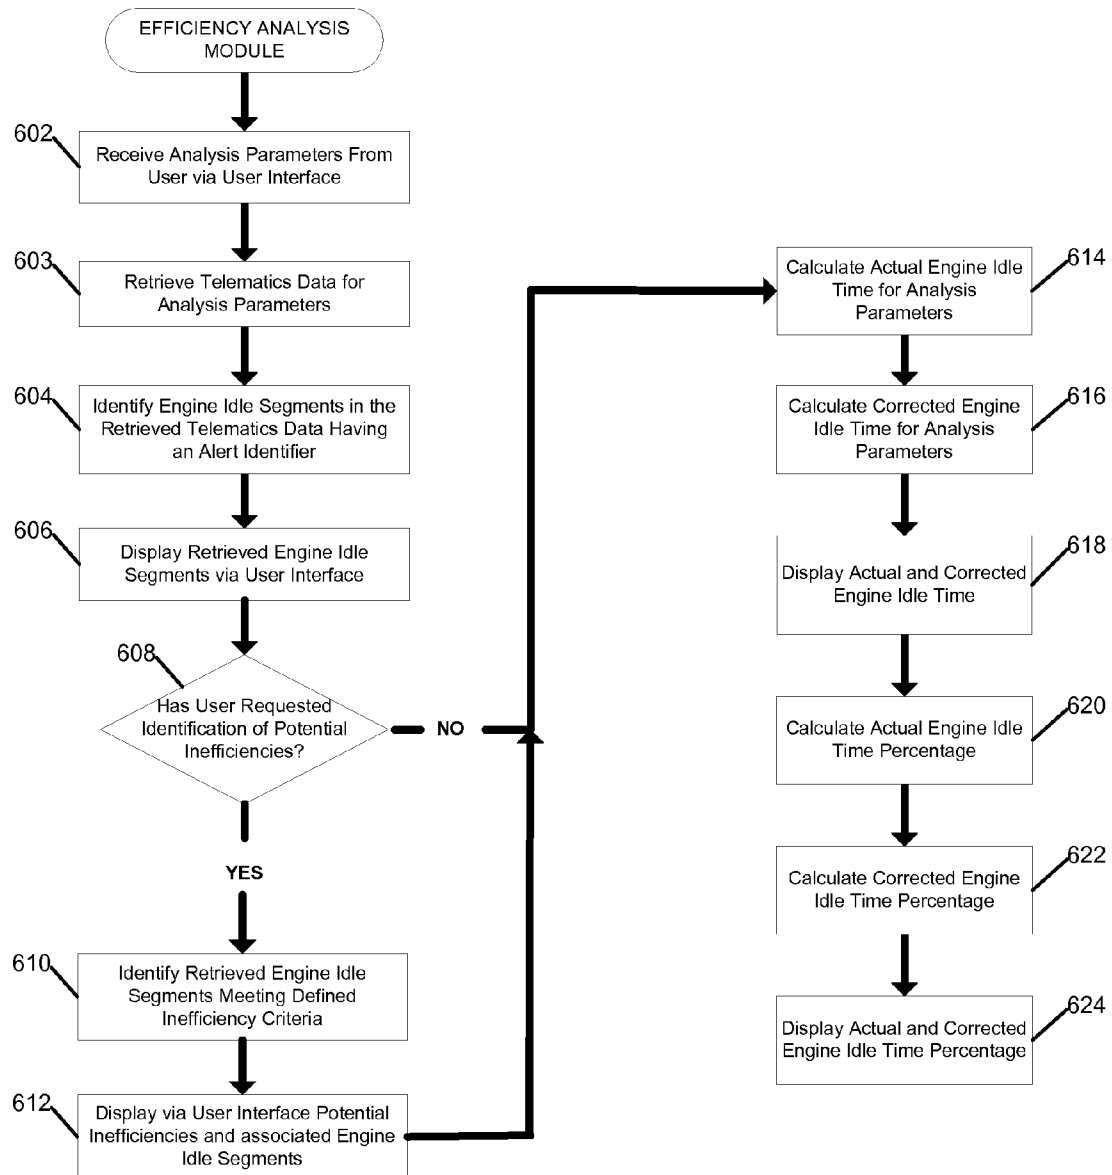 EFFICIENCY ANALYSIS
MODULE
602
Receive Analysis Parameters From
User via User Interface
603
Retrieve Telematics Data for
Analysis Parameters
604
Identify Engine Idle Segments in the
Retrieved Telematics Data Having
an Alert Identifier
606
Display Retrieved Engine Idle
Segments via User Interface
608
Has User Requested
Identification of Potential
Inefficiencies?
NO
YES
610
Identify Retrieved Engine Idle
Segments Meeting Defined
Inefficiency Criteria
612
Display via User Interface Potential
Inefficiencies and associated Engine
Idle Segments
614
Calculate Actual Engine Idle
Time for Analysis
Parameters
616
Calculate Corrected Engine
Idle Time for Analysis
Parameters
618
Display Actual and Corrected
Engine Idle Time
620
Calculate Actual Engine Idle
Time Percentage
622
Calculate Corrected Engine
Idle Time Percentage
624
Display Actual and Corrected
Engine Idle Time Percentage